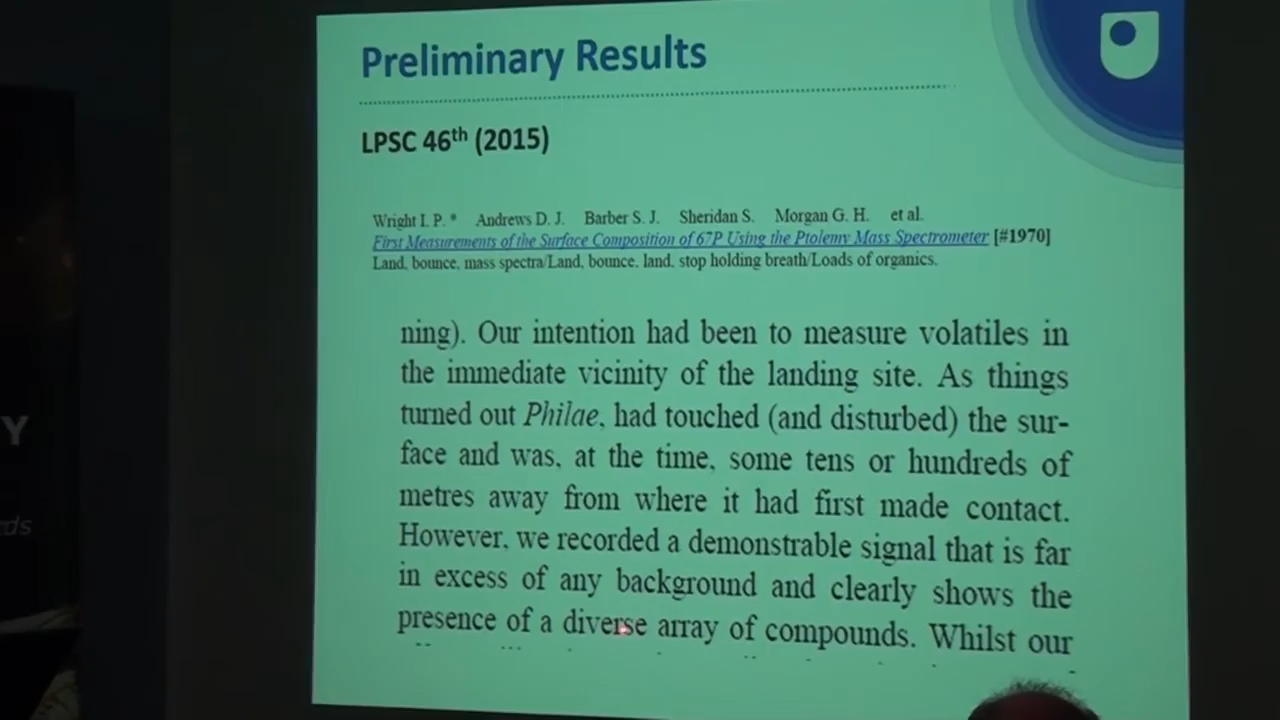 Preliminary Results
LPSC 46th (2015)
Wright I. P. * Andrews D. J. Barber S. J. Sheridan S. Morgan G. H. et al.
First Measurements of the Surface Composition of 67P Using the Ptolemy Mass Spectrometer [#1970]
Land, bounce, mass spectra/Land, bounce, land, stop holding breath/Loads of organics.
ning). Our intention had been to measure volatiles in
the immediate vicinity of the landing site. As things
turned out Philae, had touched (and disturbed) the sur-
face and was, at the time, some tens or hundreds of
metres away from where it had first made contact.
However, we recorded a demonstrable signal that is far
in excess of any background and clearly shows the
presence of a diverse array of compounds. Whilst our
Y